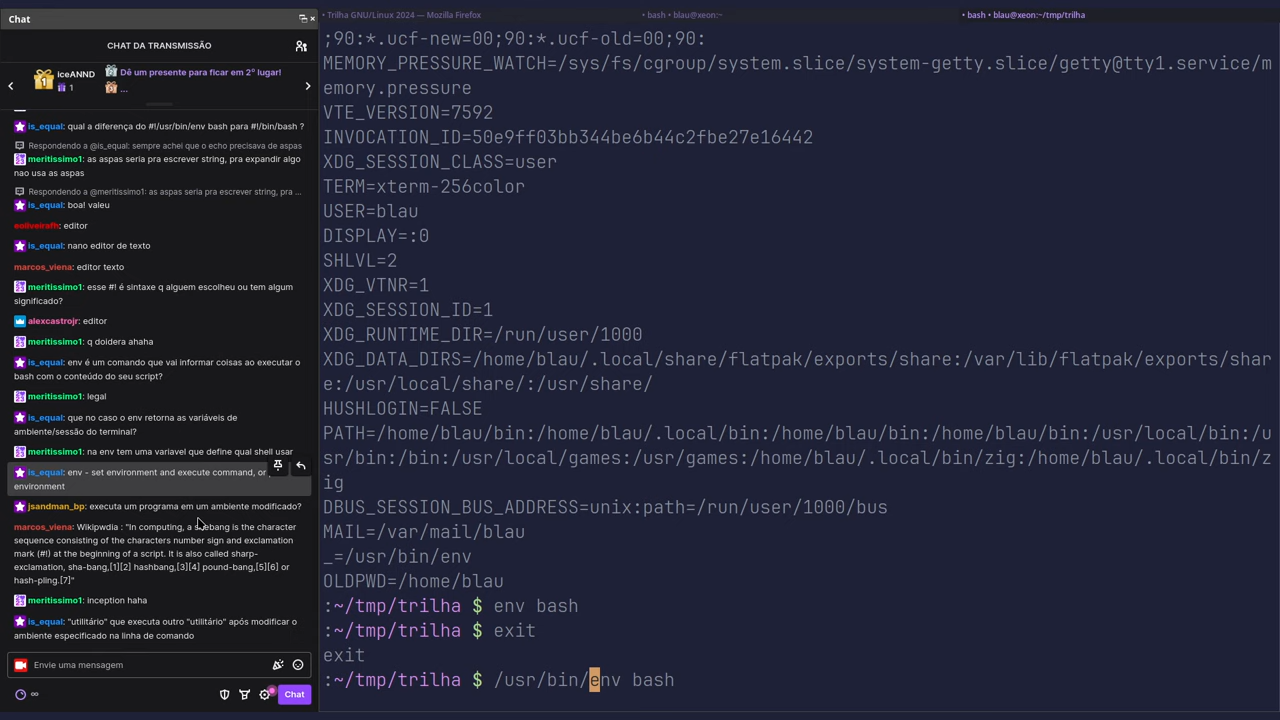 Chat
CHAT DA TRANSMISSÃO
iceANND
1
Dê um presente para ficar em 2º lugar!
...
is_equal: qual a diferença do #!/usr/bin/env bash para #!/bin/bash ?
Respondendo a @is_equal: sempre achei que o echo precisava de aspas
meritissimo1: as aspas seria pra escrever string, pra expandir algo
nao usa as aspas
Respondendo a @meritissimo1: as aspas seria pra escrever string, pra ...
is_equal: boa! valeu
eoliveirafh: editor
is_equal: nano editor de texto
marcos_viena: editor texto
meritissimo1: esse #! é sintaxe q alguem escolheu ou tem algum
significado?
alexcastrojr: editor
meritissimo1: q doidera ahaha
is_equal: env é um comando que vai informar coisas ao executar o
bash com o conteúdo do seu script?
meritissimo1: legal
is_equal: que no caso o env retorna as variáveis de
ambiente/sessão do terminal?
meritissimo1: na env tem uma variavel que define qual shell usar
is_equal: env - set environment and execute command, or
environment
jsandman_bp: executa um programa em um ambiente modificado?
marcos_viena: Wikipwdia : "In computing, a shebang is the character
sequence consisting of the characters number sign and exclamation
mark (#!) at the beginning of a script. It is also called sharp-
exclamation, sha-bang,[1][2] hashbang,[3][4] pound-bang,[5][6] or
hash-pling.[7]"
meritissimo1: inception haha
is_equal: "utilitário" que executa outro "utilitário" após modificar o
ambiente especificado na linha de comando
Envie uma mensagem
∞
Chat
• Trilha GNU/Linux 2024 — Mozilla Firefox
• bash • blau@xeon:~
• bash • blau@xeon:~/tmp/trilha
;90:*.ucf-new=00;90:*.ucf-old=00;90:
MEMORY_PRESSURE_WATCH=/sys/fs/cgroup/system.slice/system-getty.slice/getty@tty1.service/m
emory.pressure
VTE_VERSION=7592
INVOCATION_ID=50e9ff03bb344be6b44c2fbe27e16442
XDG_SESSION_CLASS=user
TERM=xterm-256color
USER=blau
DISPLAY=:0
SHLVL=2
XDG_VTNR=1
XDG_SESSION_ID=1
XDG_RUNTIME_DIR=/run/user/1000
XDG_DATA_DIRS=/home/blau/.local/share/flatpak/exports/share:/var/lib/flatpak/exports/shar
e:/usr/local/share/:/usr/share/
HUSHLOGIN=FALSE
PATH=/home/blau/bin:/home/blau/.local/bin:/home/blau/bin:/home/blau/.local/bin:/usr/local/bin:/u
sr/bin:/bin:/usr/local/games:/usr/games:/home/blau/.local/bin/zig:/home/blau/.local/bin/z
ig
DBUS_SESSION_BUS_ADDRESS=unix:path=/run/user/1000/bus
MAIL=/var/mail/blau
_=/usr/bin/env
OLDPWD=/home/blau
:~/tmp/trilha $ env bash
:~/tmp/trilha $ exit
exit
:~/tmp/trilha $ /usr/bin/env bash